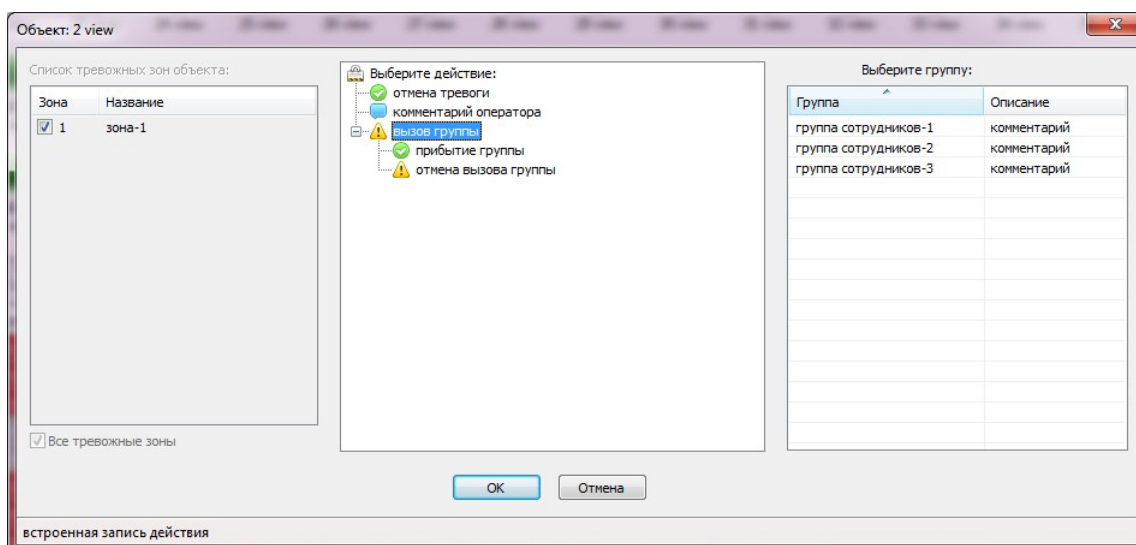 Объект: 2 view
Список тревожных зон объекта:
Зона Название
1 зона-1
Все тревожные зоны
Выберите действие:
отмена тревоги
комментарий оператора
вызов группы
прибытие группы
отмена вызова группы
Выберите группу:
Группа Описание
группа сотрудников-1 комментарий
группа сотрудников-2 комментарий
группа сотрудников-3 комментарий
OK Отмена
встроенная запись действия